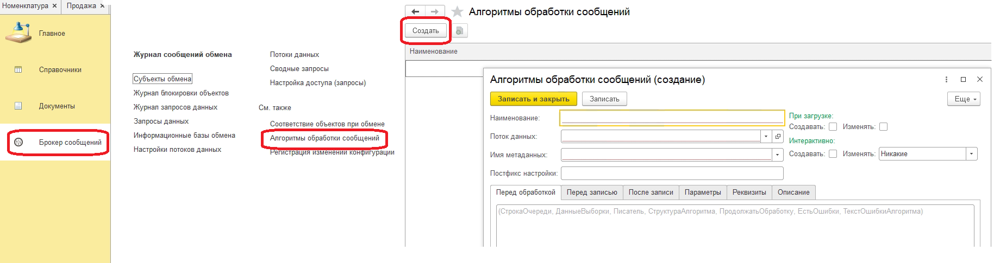 Номенклатура ×
Продажа ×
Главное
Справочники
Документы
Брокер сообщений
Журнал сообщений обмена
Субъекты обмена
Журнал блокировки объектов
Журнал запросов данных
Запросы данных
Информационные базы обмена
Настройки потоков данных
Потоки данных
Сводные запросы
Настройка доступа (запросы)
См. также
Соответствие объектов при обмене
Алгоритмы обработки сообщений
Регистрация изменений конфигурации
Алгоритмы обработки сообщений
Создать
Наименование
Алгоритмы обработки сообщений (создание)
Записать и закрыть
Записать
Еще
Наименование:
При загрузке:
Создавать:
Изменять:
Поток данных:
Интерактивно:
Имя метаданных:
Создавать:
Изменять:
Никакие
Постфикс настройки:
Перед обработкой
Перед записью
После записи
Параметры
Реквизиты
Описание
(СтрокаОчереди, ДанныеВыборки, Писатель, СтруктураАлгоритма, ПродолжатьОбработку, ЕстьОшибки, ТекстОшибкиАлгоритма)